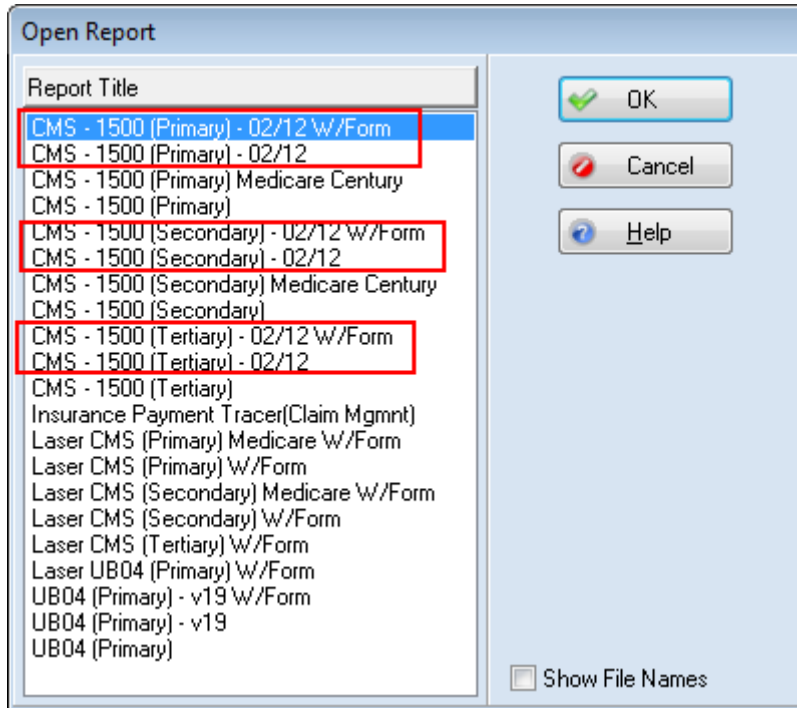 Open Report
Report Title
CMS - 1500 (Primary) - 02/12 W/Form
CMS - 1500 (Primary) - 02/12
CMS - 1500 (Primary) Medicare Century
CMS - 1500 (Primary)
CMS - 1500 (Secondary) - 02/12 W/Form
CMS - 1500 (Secondary) - 02/12
CMS - 1500 (Secondary) Medicare Century
CMS - 1500 (Secondary)
CMS - 1500 (Tertiary) - 02/12 W/Form
CMS - 1500 (Tertiary) - 02/12
CMS - 1500 (Tertiary)
Insurance Payment Tracer(Claim Mgmnt)
Laser CMS (Primary) Medicare W/Form
Laser CMS (Primary) W/Form
Laser CMS (Secondary) Medicare W/Form
Laser CMS (Secondary) W/Form
Laser CMS (Tertiary) W/Form
Laser UB04 (Primary) W/Form
UB04 (Primary) - v19 W/Form
UB04 (Primary) - v19
UB04 (Primary)
OK
Cancel
Help
Show File Names